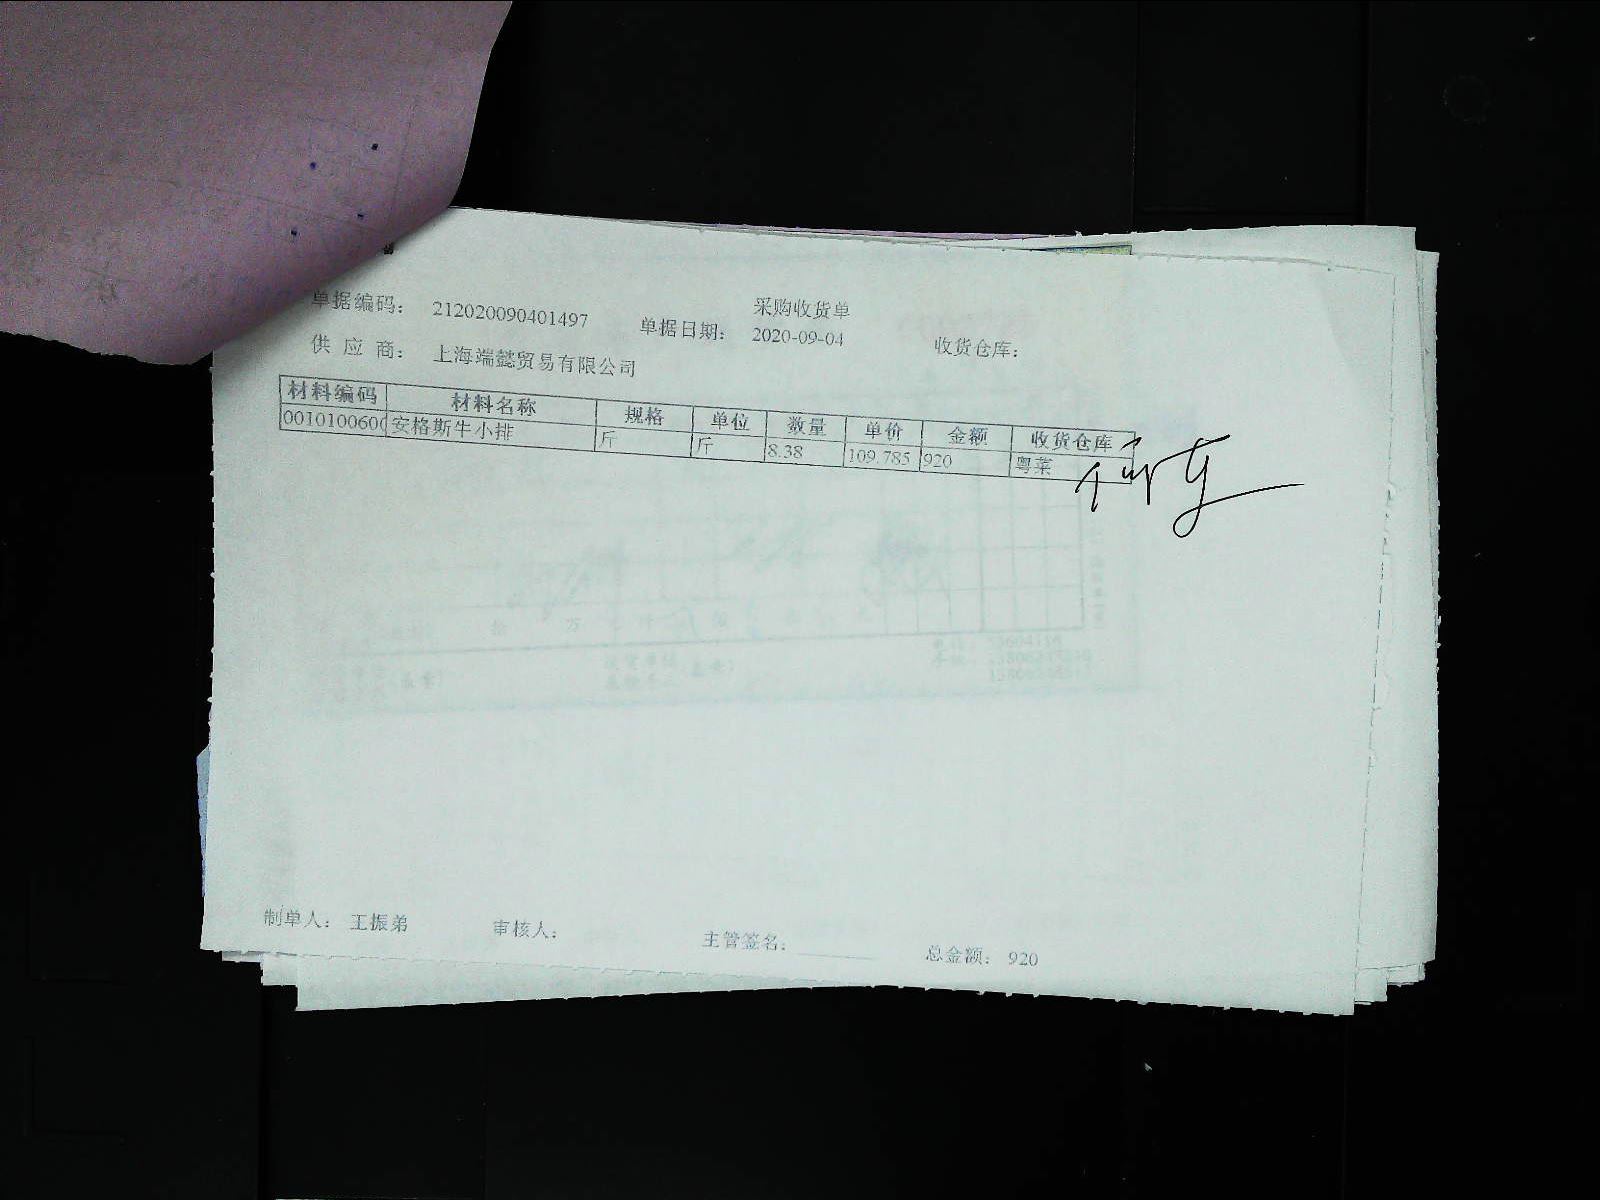 采购收货单
单据编码： 212020090401497 单据日期： 2020-09-04 收货仓库：
供 应 商： 上海端懿贸易有限公司
材料编码 材料名称 规格 单位 数量 单价 金额 收货仓库
0010100600 安格斯牛小排 斤 斤 8.38 109.785 920 粤菜
制单人： 王振弟 审核人： 主管签名： 总金额： 920